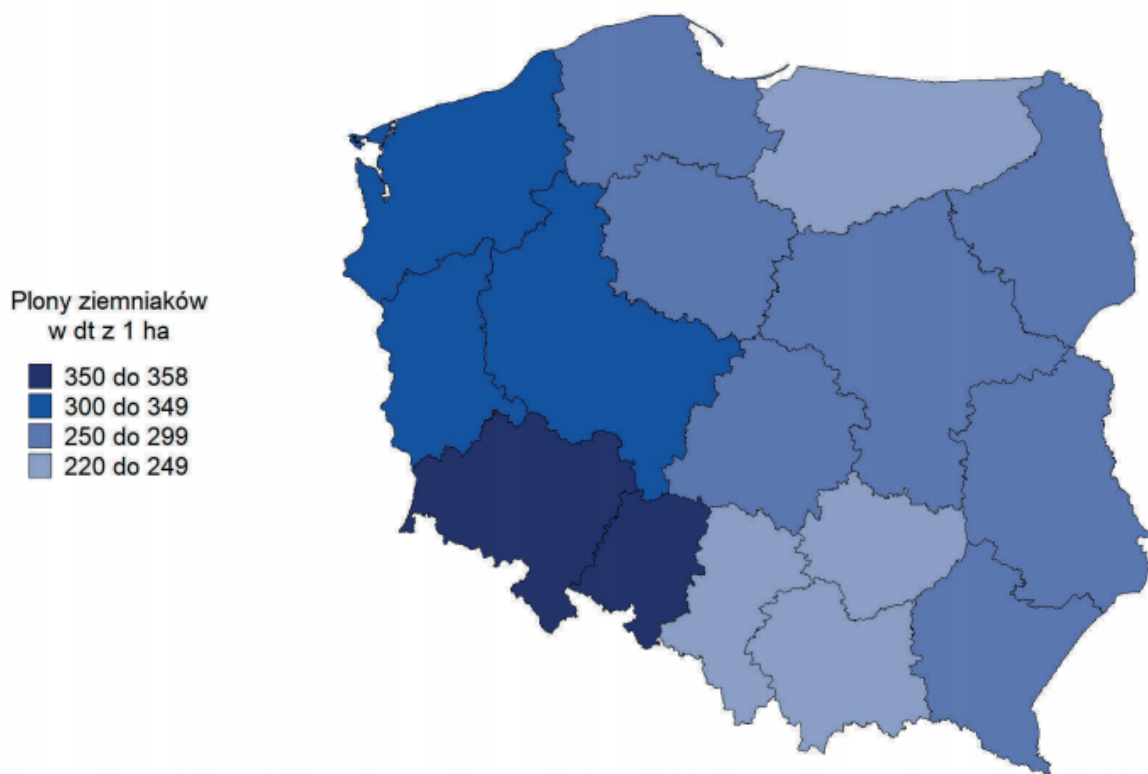 Plony ziemniaków
w dt z 1 ha
350 do 358
300 do 349
250 do 299
220 do 249